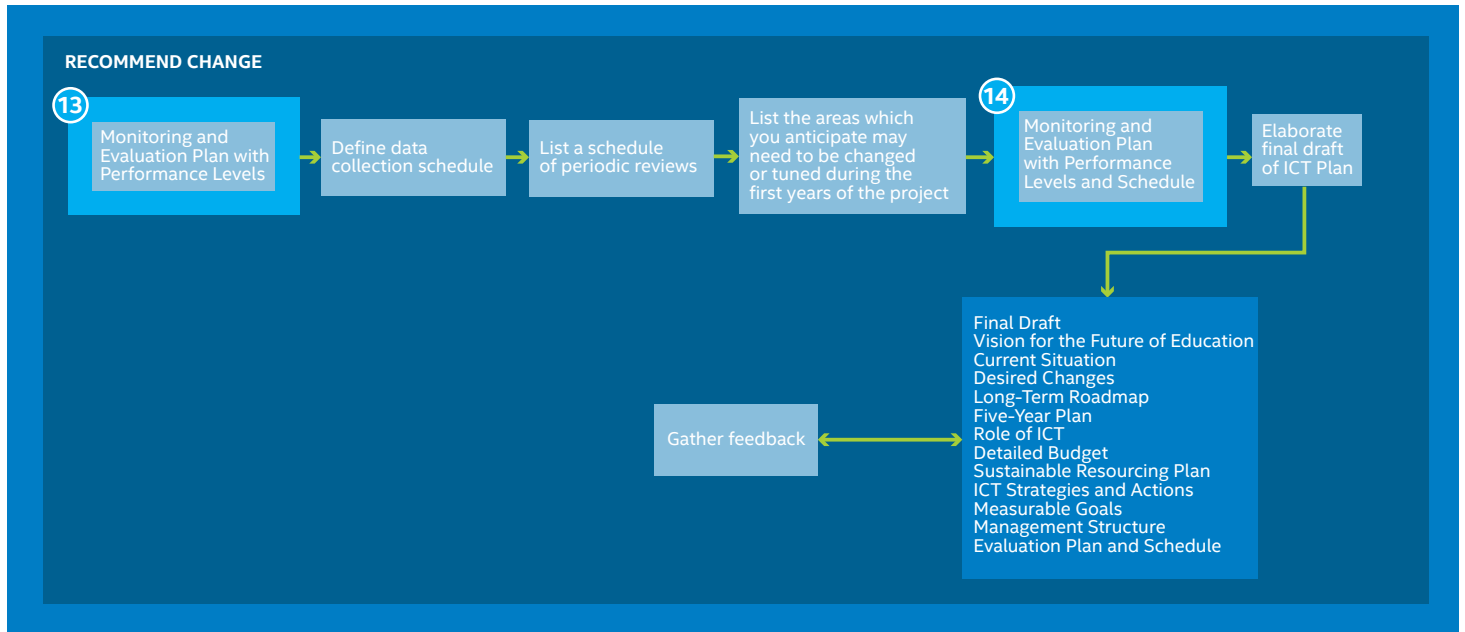 RECOMMEND CHANGE
13
Monitoring and
Evaluation Plan with
Performance Levels
Define data
collection schedule
List a schedule
of periodic reviews
List the areas which
you anticipate may
need to be changed
or tuned during the
first years of the project
14
Monitoring and
Evaluation Plan
with Performance
Levels and Schedule
Elaborate
final draft
of ICT Plan
Final Draft
Vision for the Future of Education
Current Situation
Desired Changes
Long-Term Roadmap
Five-Year Plan
Role of ICT
Detailed Budget
Sustainable Resourcing Plan
ICT Strategies and Actions
Measurable Goals
Management Structure
Evaluation Plan and Schedule
Gather feedback